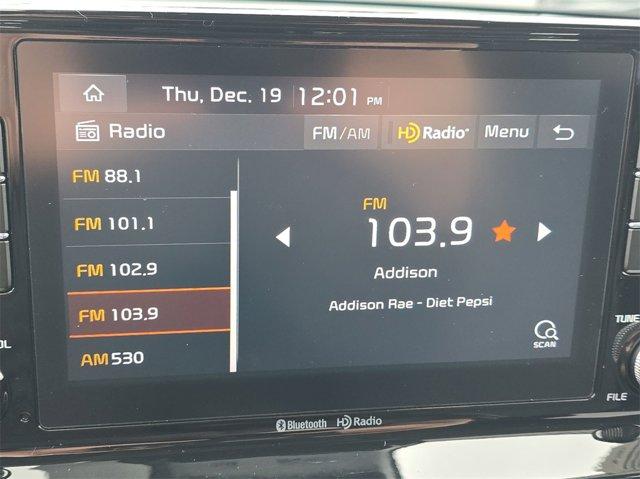 Thu, Dec. 19 12:01 PM
Radio FM/AM HD Radio Menu
FM 88.1
FM 101.1
FM 102.9
FM 103.9
AM 530
FM
103.9
Addison
Addison Rae - Diet Pepsi
SCAN
TUNE
FILE
OL
Bluetooth HD Radio